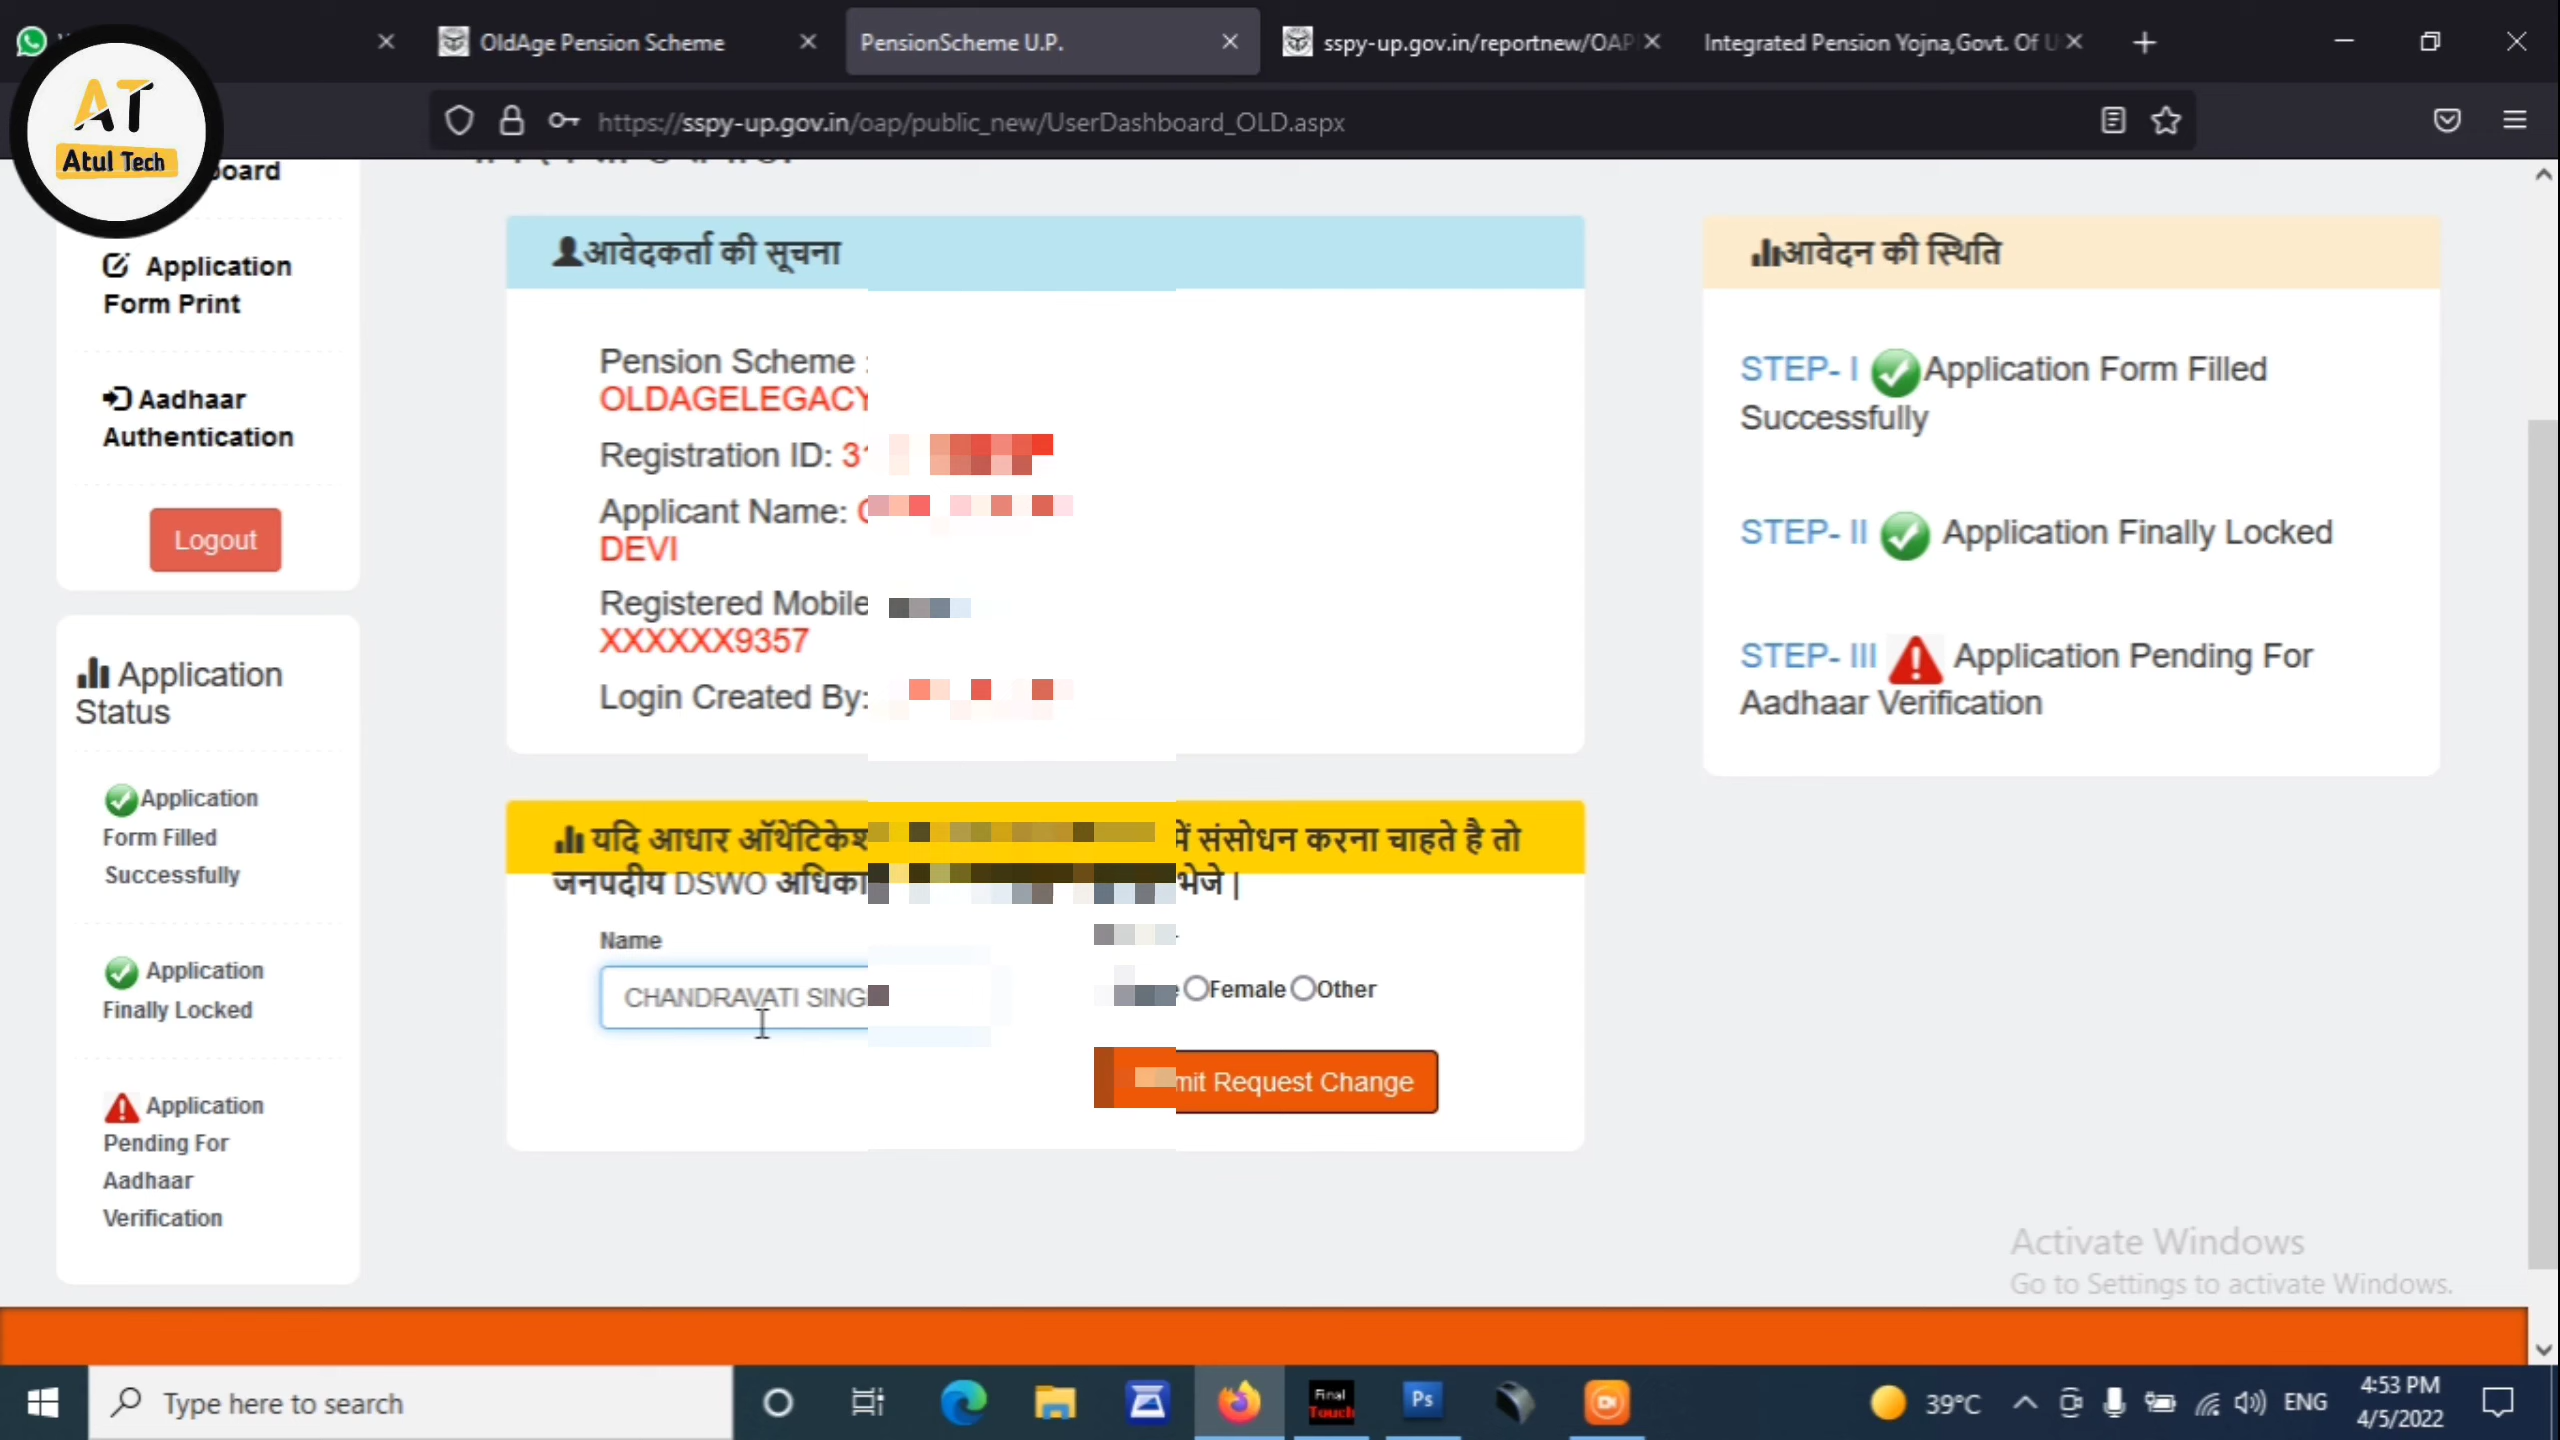 OldAge Pension Scheme
PensionScheme U.P.
sspy-up.gov.in/reportnew/OAP
Integrated Pension Yojna,Govt. Of U
https://sspy-up.gov.in/oap/public_new/UserDashboard_OLD.aspx
AT
Atul Tech
Application
Form Print
Aadhaar
Authentication
Logout
Application
Status
Application
Form Filled
Successfully
Application
Finally Locked
Application
Pending For
Aadhaar
Verification
आवेदकर्ता की सूचना
Pension Scheme :
OLDAGELEGACY
Registration ID: 31
Applicant Name:
DEVI
Registered Mobile
XXXXXX9357
Login Created By:
यदि आधार में संसोधन करना चाहते है तो
जनपदीय DSWO भेजे |
Name
CHANDRAVATI
Female Other
Request Change
आवेदन की स्थिति
STEP- I Application Form Filled
Successfully
STEP- II Application Finally Locked
STEP- III Application Pending For
Aadhaar Verification
Activate Windows
Go to Settings to activate Windows.
Type here to search
Final
Touch
Ps
39°C
ENG
4:53 PM
4/5/2022